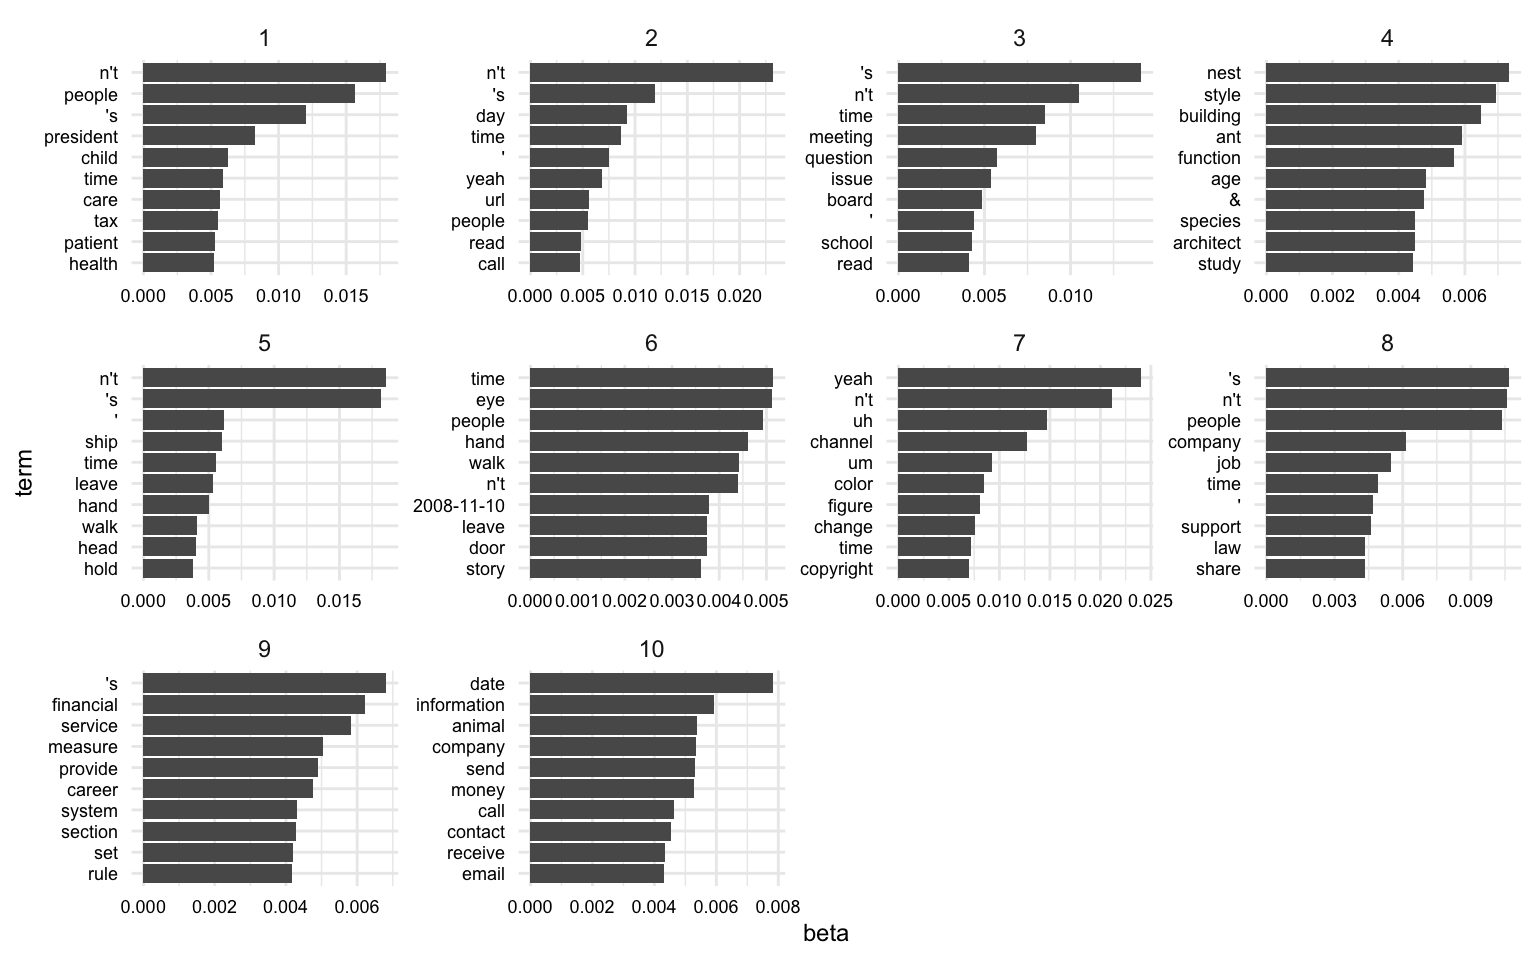 1
n't
people
's
president
child
time
care
tax
patient
health
0.000 0.005 0.010 0.015
2
n't
's
day
time
'
yeah
url
people
read
call
0.000 0.005 0.010 0.015 0.020
3
's
n't
time
meeting
question
issue
board
'
school
read
0.000 0.005 0.010
4
nest
style
building
ant
function
age
&
species
architect
study
0.000 0.002 0.004 0.006
term
5
n't
's
'
ship
time
leave
hand
walk
head
hold
0.000 0.005 0.010 0.015
6
time
eye
people
hand
walk
n't
2008-11-10
leave
door
story
0.000 0.001 0.002 0.003 0.004 0.005
7
yeah
n't
uh
channel
um
color
figure
change
time
copyright
0.000 0.005 0.010 0.015 0.020 0.025
8
's
n't
people
company
job
time
'
support
law
share
0.000 0.003 0.006 0.009
9
's
financial
service
measure
provide
career
system
section
set
rule
0.000 0.002 0.004 0.006
10
date
information
animal
company
send
money
call
contact
receive
email
0.000 0.002 0.004 0.006 0.008
beta